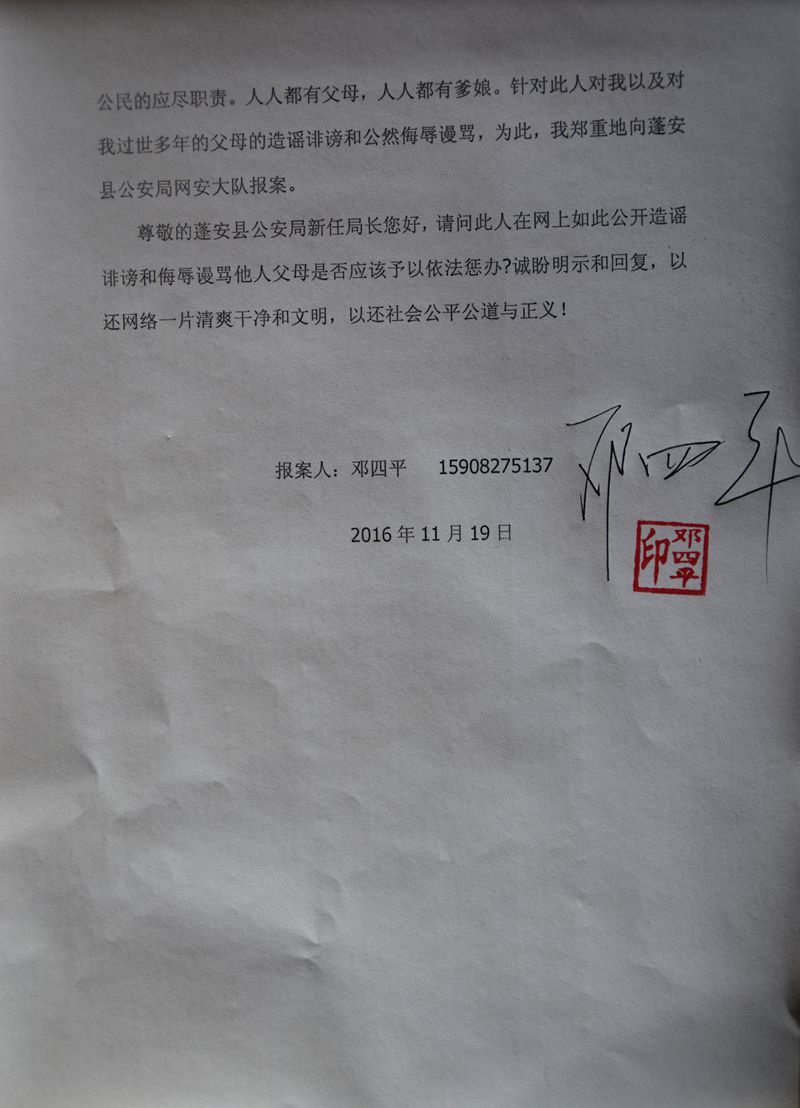 公民的应尽职责。人人都有父母，人人都有爹娘。针对此人对我以及对
我过世多年的父母的造谣诽谤和公然侮辱谩骂，为此，我郑重地向蓬安
县公安局网安大队报案。
尊敬的蓬安县公安局新任局长您好，请问此人在网上如此公开造谣
诽谤和侮辱谩骂他人父母是否应该予以依法惩办?诚盼明示和回复，以
还网络一片清爽干净和文明，以还社会公平公道与正义！
报案人：邓四平 15908275137
邓四平
2016 年 11 月 19 日
邓四平印